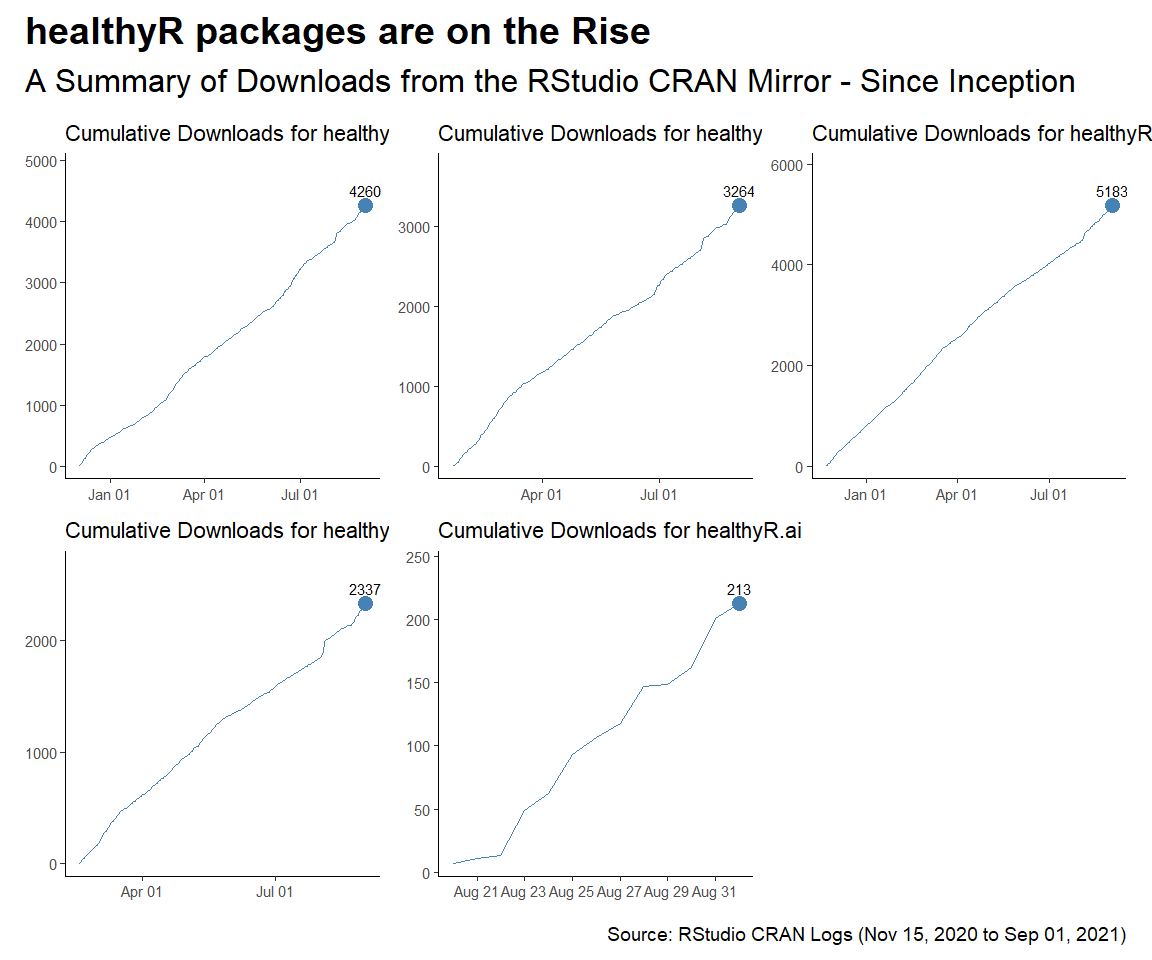 healthyR packages are on the Rise
A Summary of Downloads from the RStudio CRAN Mirror - Since Inception
Cumulative Downloads for healthy
5000
4000
3000
2000
1000
0
4260
Jan 01 Apr 01 Jul 01
Cumulative Downloads for healthy
3000
2000
1000
0
3264
Apr 01 Jul 01
Cumulative Downloads for healthyR
6000
4000
2000
0
5183
Jan 01 Apr 01 Jul 01
Cumulative Downloads for healthy
2000
1000
0
2337
Apr 01 Jul 01
Cumulative Downloads for healthyR.ai
250
200
150
100
50
0
213
Aug 21 Aug 23 Aug 25 Aug 27 Aug 29 Aug 31
Source: RStudio CRAN Logs (Nov 15, 2020 to Sep 01, 2021)